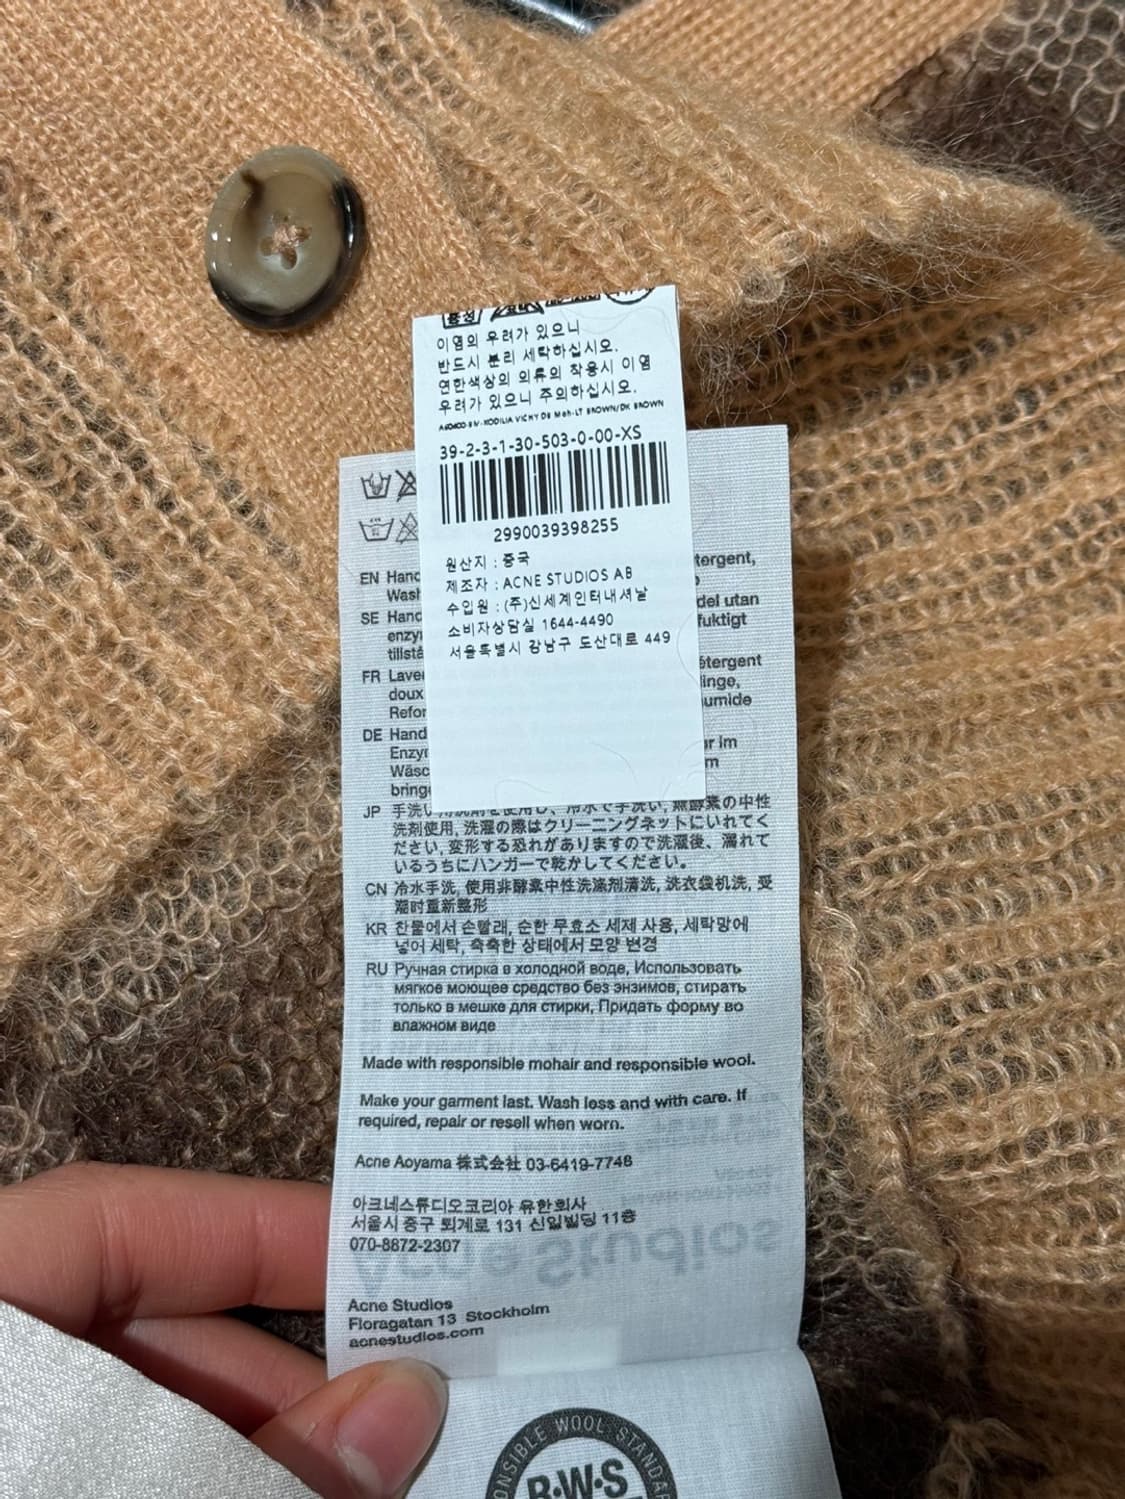 이염의 우려가 있으니
반드시 분리 세탁하십시오.
연한색상의 의류의 착용시 이염
우려가 있으니 주의하십시오.
A60400-BV-KODILIA VICHY DB Moh-LT BROWN/DK BROWN
39-2-3-1-30-503-0-00-XS
2990039398255
원산지 : 중국
제조자 : ACNE STUDIOS AB
수입원 : (주)신세계인터내셔날
소비자상담실 1644-4490
서울특별시 강남구 도산대로 449
EN
Wash
SE
FR
doux
DE
JP
洗剤使用, 洗濯の際はクリーニングネットにいれてく
ださい, 変形する恐れがありますので洗濯後、濡れて
いるうちにハンガーで乾かしてください。
CN 冷水手洗, 使用非酵素中性洗涤剂清洗, 洗衣袋机洗, 受
潮时重新整形
KR 찬물에서 손빨래, 순한 무효소 세제 사용, 세탁망에
넣어 세탁, 축축한 상태에서 모양 변경
RU Ручная стирка в холодной воде, Использовать
мягкое моющее средство без энзимов, стирать
только в мешке для стирки, Придать форму во
влажном виде
Made with responsible mohair and responsible wool.
Make your garment last. Wash less and with care. If
required, repair or resell when worn.
Acne Aoyama 株式会社 03-6419-7748
아크네스튜디오코리아 유한회사
서울시 중구 퇴계로 131 신일빌딩 11층
070-8872-2307
Acne Studios
Floragatan 13 Stockholm
acnestudios.com
WOOL
R·W·S